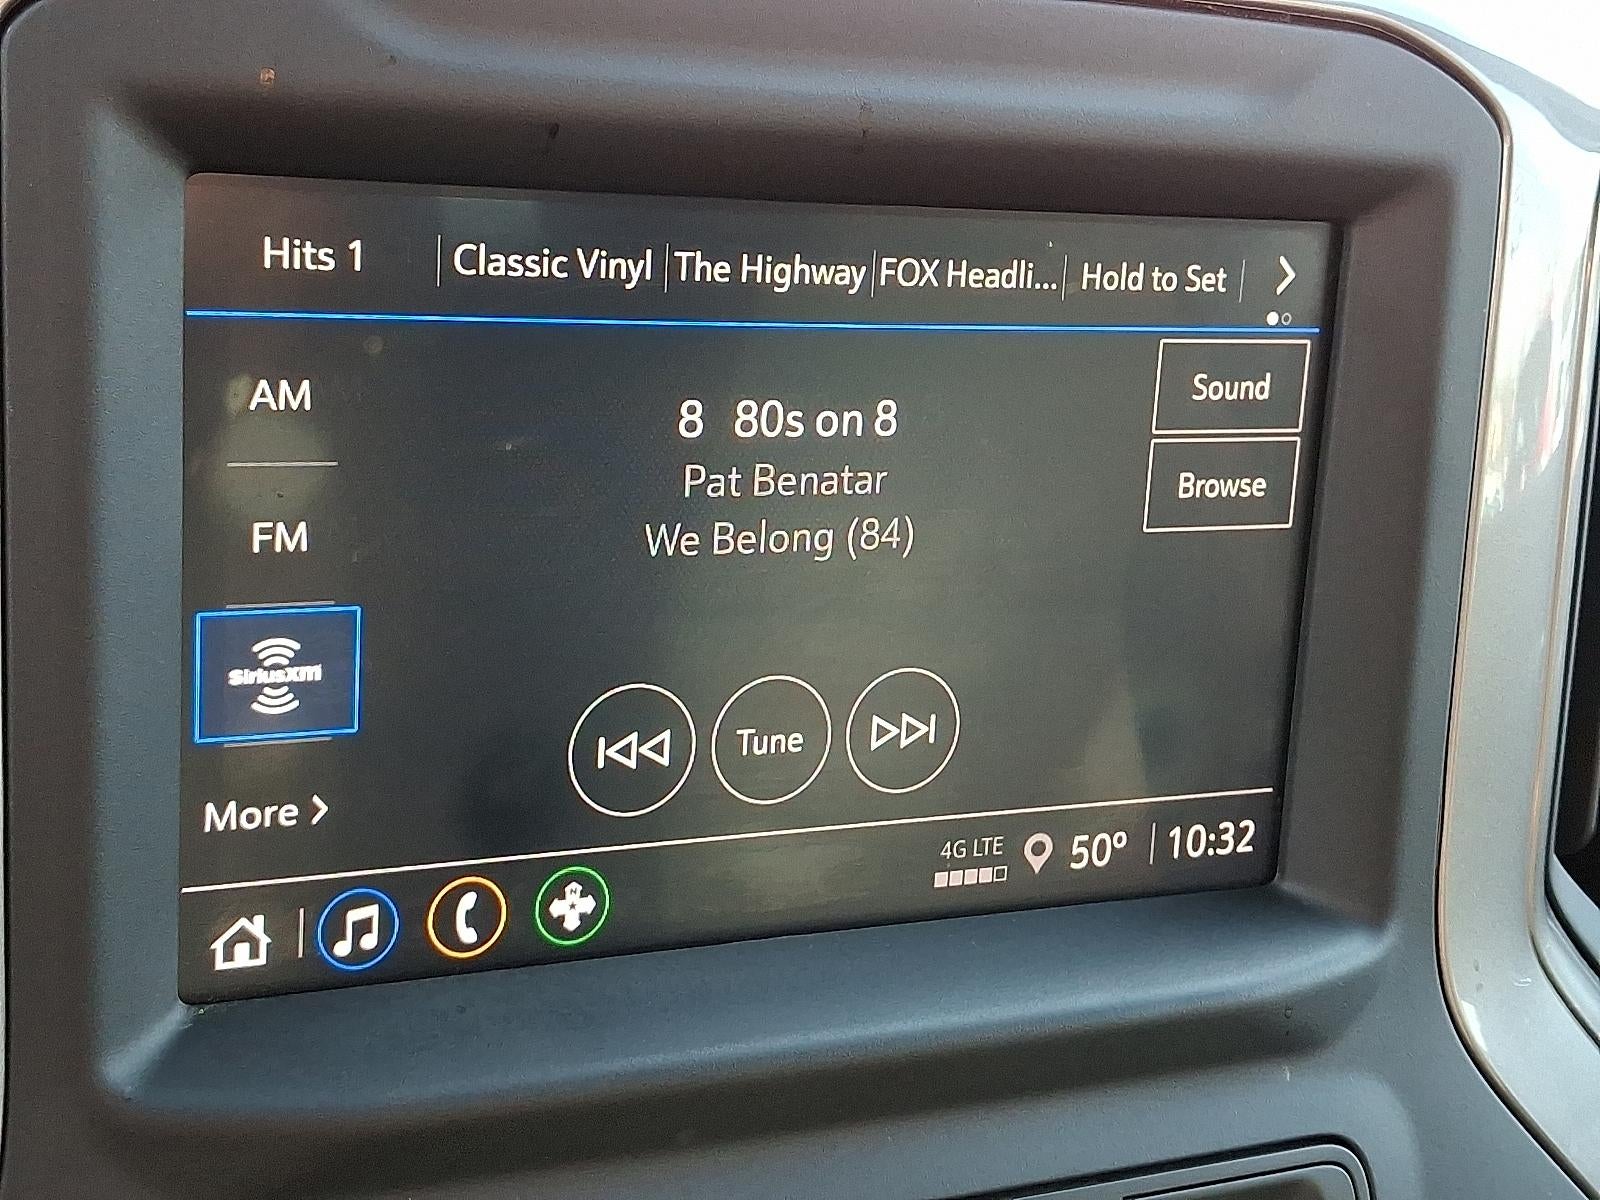 Hits 1
Classic Vinyl
The Highway
FOX Headli...
Hold to Set
Sound
Browse
AM
FM
SiriusXm
More
8 80s on 8
Pat Benatar
We Belong (84)
Tune
4G LTE
50°
10:32
N